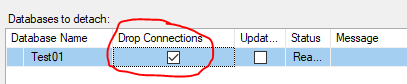 Databases to detach:
Database Name Drop Connections Updat... Status Message
Test01 Rea...